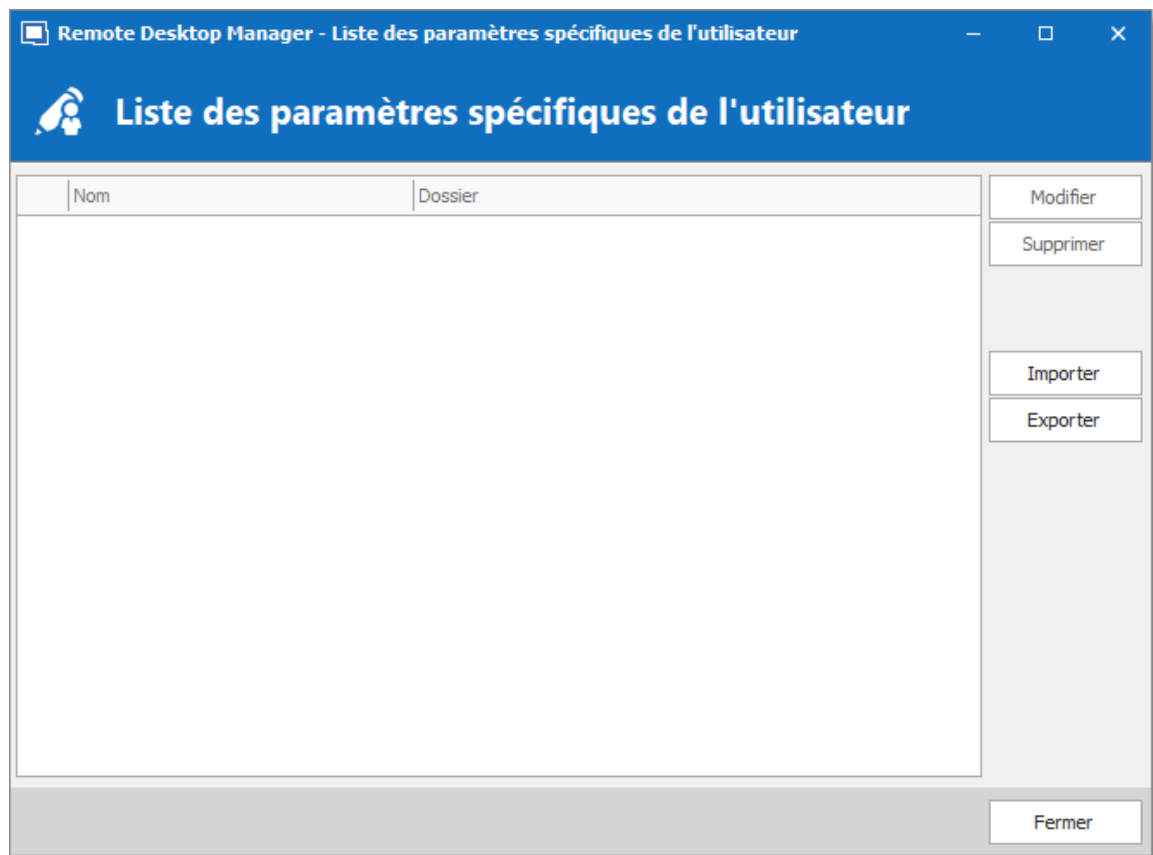 Remote Desktop Manager - Liste des paramètres spécifiques de l'utilisateur
Liste des paramètres spécifiques de l'utilisateur
Nom Dossier
Modifier
Supprimer
Importer
Exporter
Fermer